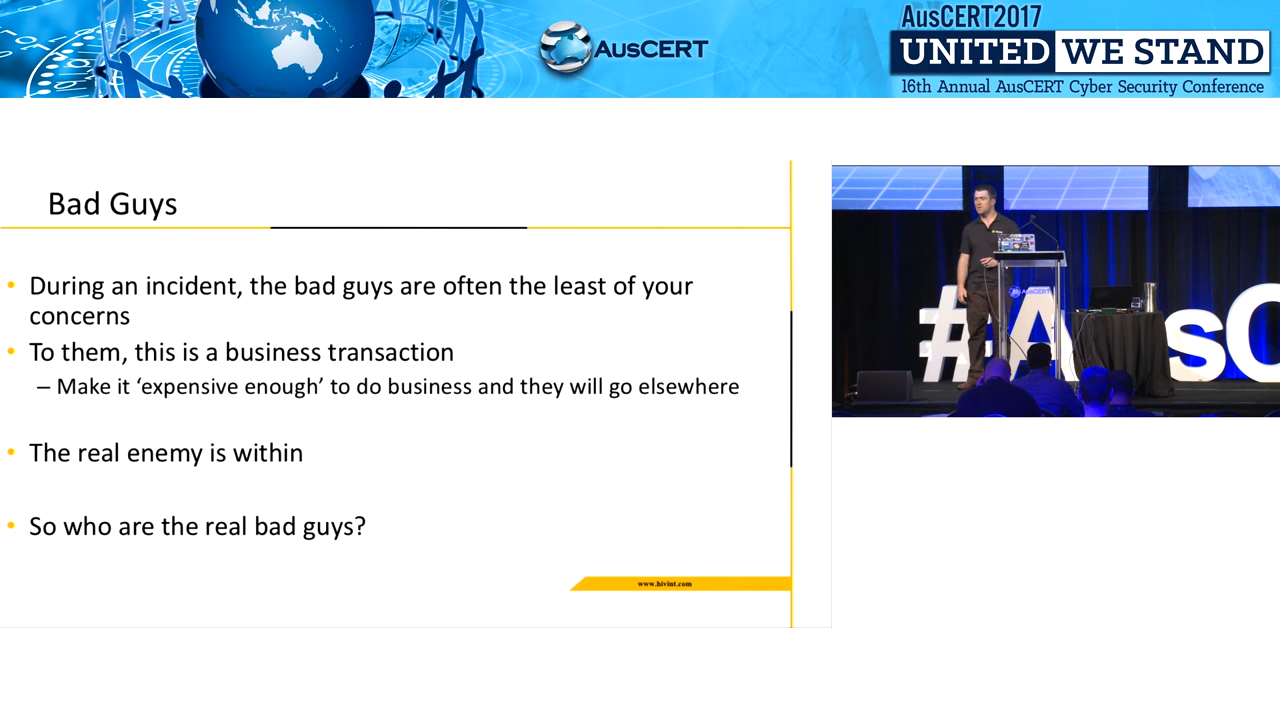 AusCERT
AusCERT2017
UNITED WE STAND
16th Annual AusCERT Cyber Security Conference
Bad Guys
• During an incident, the bad guys are often the least of your
concerns
• To them, this is a business transaction
– Make it ‘expensive enough’ to do business and they will go elsewhere
• The real enemy is within
• So who are the real bad guys?
www.hivint.com
AusCERT
#AusC